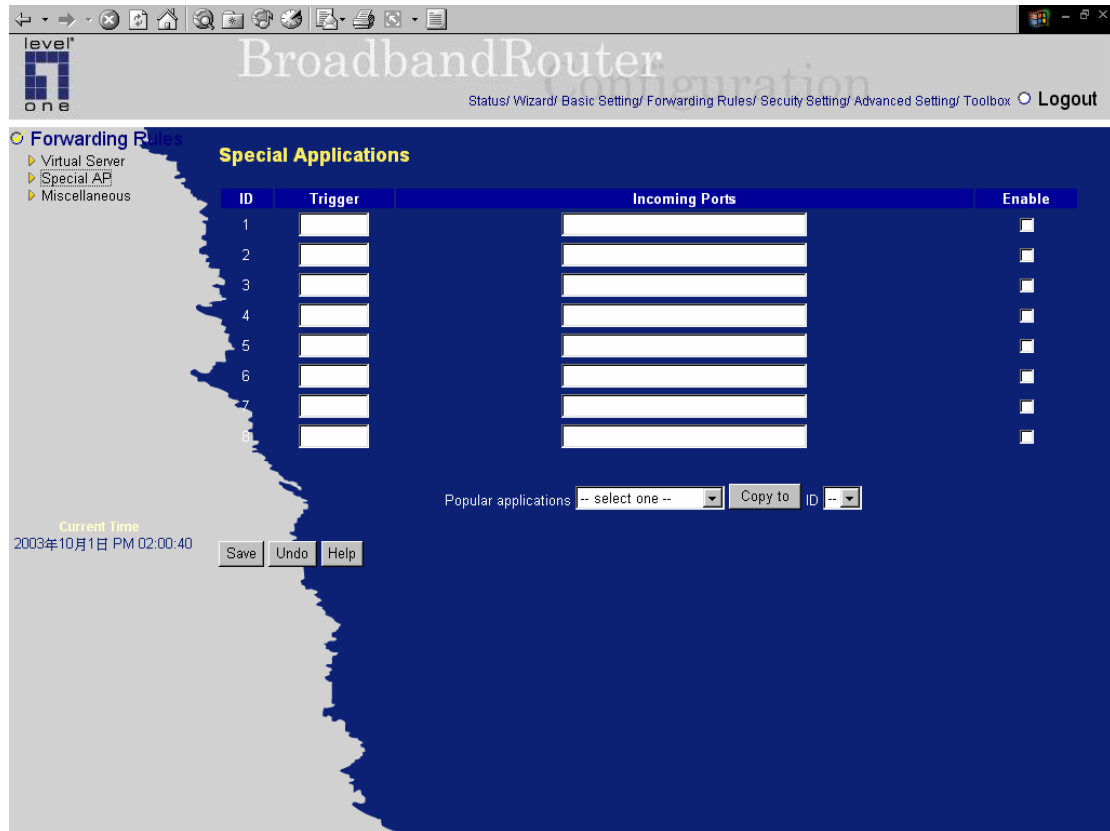 level
one
BroadbandRouter
Configuration
Status/ Wizard/ Basic Setting/ Forwarding Rules/ Secuity Setting/ Advanced Setting/ Toolbox Logout
Forwarding Rules
Virtual Server
Special AP
Miscellaneous
Special Applications
ID Trigger Incoming Ports Enable
1
2
3
4
5
6
7
8
Popular applications -- select one -- Copy to ID --
Current Time
2003年10月1日 PM 02:00:40
Save Undo Help